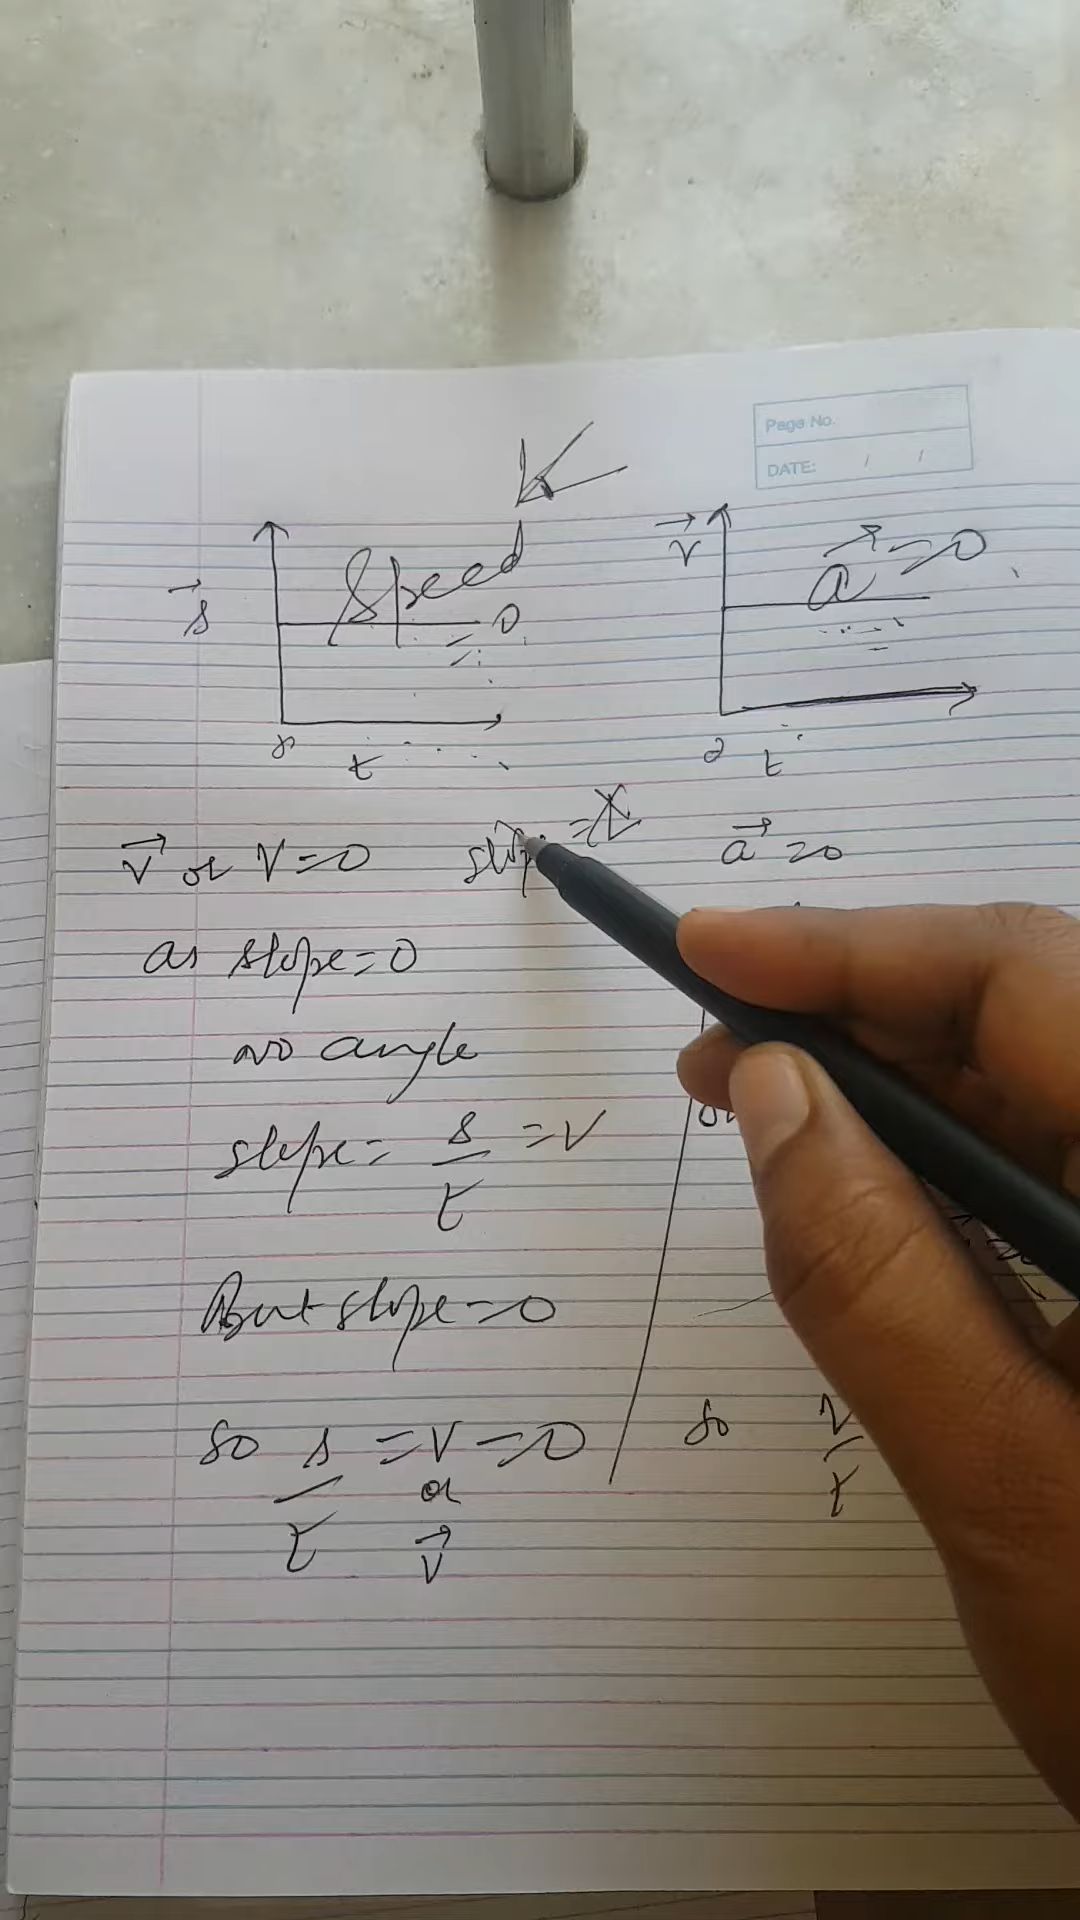 Page No.
DATE: / /
s⃗
Speed
= 0
0
t
v⃗
a⃗ = 0
0
t
v⃗ or V = 0
slope =
a⃗ = 0
as slope = 0
no angle
slope = s/t = V
But slope = 0
so s/t = V = 0
or
v⃗
so V/t